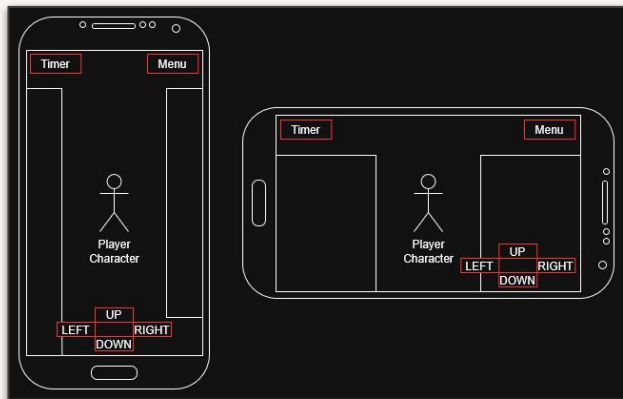 Timer
Menu
Player
Character
UP
LEFT RIGHT
DOWN
Timer
Menu
Player
Character
UP
LEFT RIGHT
DOWN